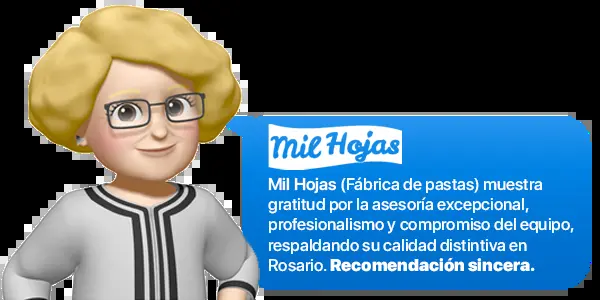 Mil Hojas
Mil Hojas (Fábrica de pastas) muestra
gratitud por la asesoría excepcional,
profesionalismo y compromiso del equipo,
respaldando su calidad distintiva en
Rosario. Recomendación sincera.